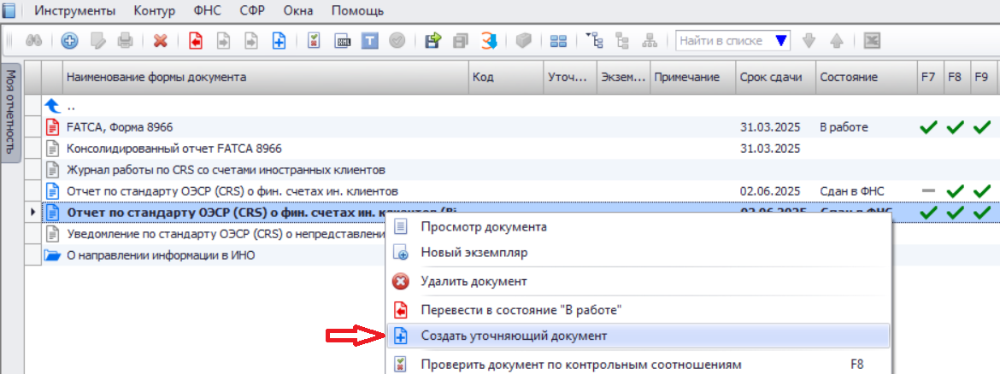 Инструменты Контур ФНС СФР Окна Помощь
Найти в списке
Моя отчетность
Наименование формы документа Код Уточ... Экзем... Примечание Срок сдачи Состояние F7 F8 F9
..
FATCA, Форма 8966 31.03.2025 В работе
Консолидированный отчет FATCA 8966 31.03.2025
Журнал работы по CRS со счетами иностранных клиентов
Отчет по стандарту ОЭСР (CRS) о фин. счетах ин. клиентов 02.06.2025 Сдан в ФНС
Отчет по стандарту ОЭСР (CRS) о фин. счетах ин. 02.06.2025 Сдан в ФНС
Уведомление по стандарту ОЭСР (CRS) о непредставлени
О направлении информации в ИНО
Просмотр документа
Новый экземпляр
Удалить документ
Перевести в состояние "В работе"
Создать уточняющий документ
Проверить документ по контрольным соотношениям F8